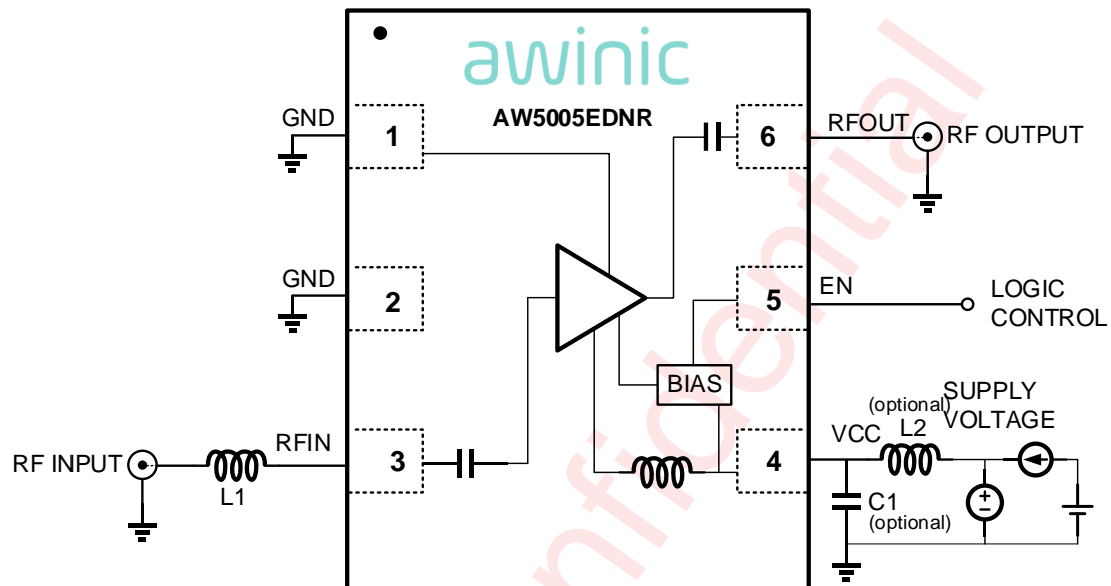 awinic
AW5005EDNR
GND
1
6
RFOUT
RF OUTPUT
GND
2
5
EN
LOGIC
CONTROL
BIAS
(optional)
SUPPLY
VOLTAGE
VCC
L2
RF INPUT
L1
RFIN
3
4
C1
(optional)
+
−
nfidential